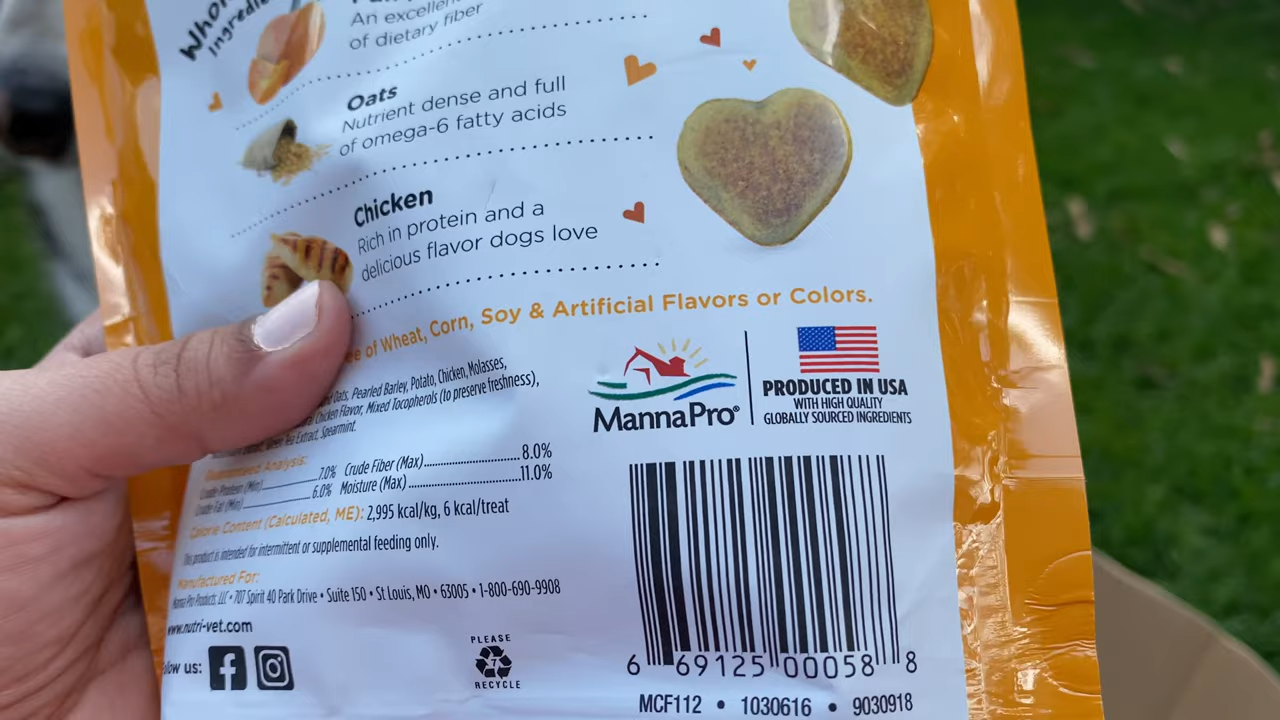 Whol
Ingredie
An excellen
of dietary fiber
Oats
Nutrient dense and full
of omega-6 fatty acids
Chicken
Rich in protein and a
delicious flavor dogs love
ee of Wheat, Corn, Soy & Artificial Flavors or Colors.
Oats, Pearled Barley, Potato, Chicken, Molasses,
Chicken Flavor, Mixed Tocopherols (to preserve freshness),
Tea Extract, Spearmint.
Analysis:
Crude Protein (Min) 7.0% Crude Fiber (Max) 8.0%
Crude Fat (Min) 6.0% Moisture (Max) 11.0%
Calorie Content (Calculated, ME): 2,995 kcal/kg, 6 kcal/treat
This product is intended for intermittent or supplemental feeding only.
Manufactured For:
Manna Pro Products, LLC • 707 Spirit 40 Park Drive • Suite 150 • St Louis, MO • 63005 • 1-800-690-9908
www.nutri-vet.com
low us:
PLEASE
7
RECYCLE
MannaPro®
PRODUCED IN USA
WITH HIGH QUALITY
GLOBALLY SOURCED INGREDIENTS
6 69125 00058 8
MCF112 • 1030616 • 9030918